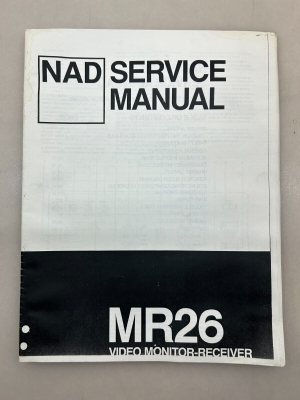 NAD SERVICE
MANUAL
MR26
VIDEO MONITOR-RECEIVER